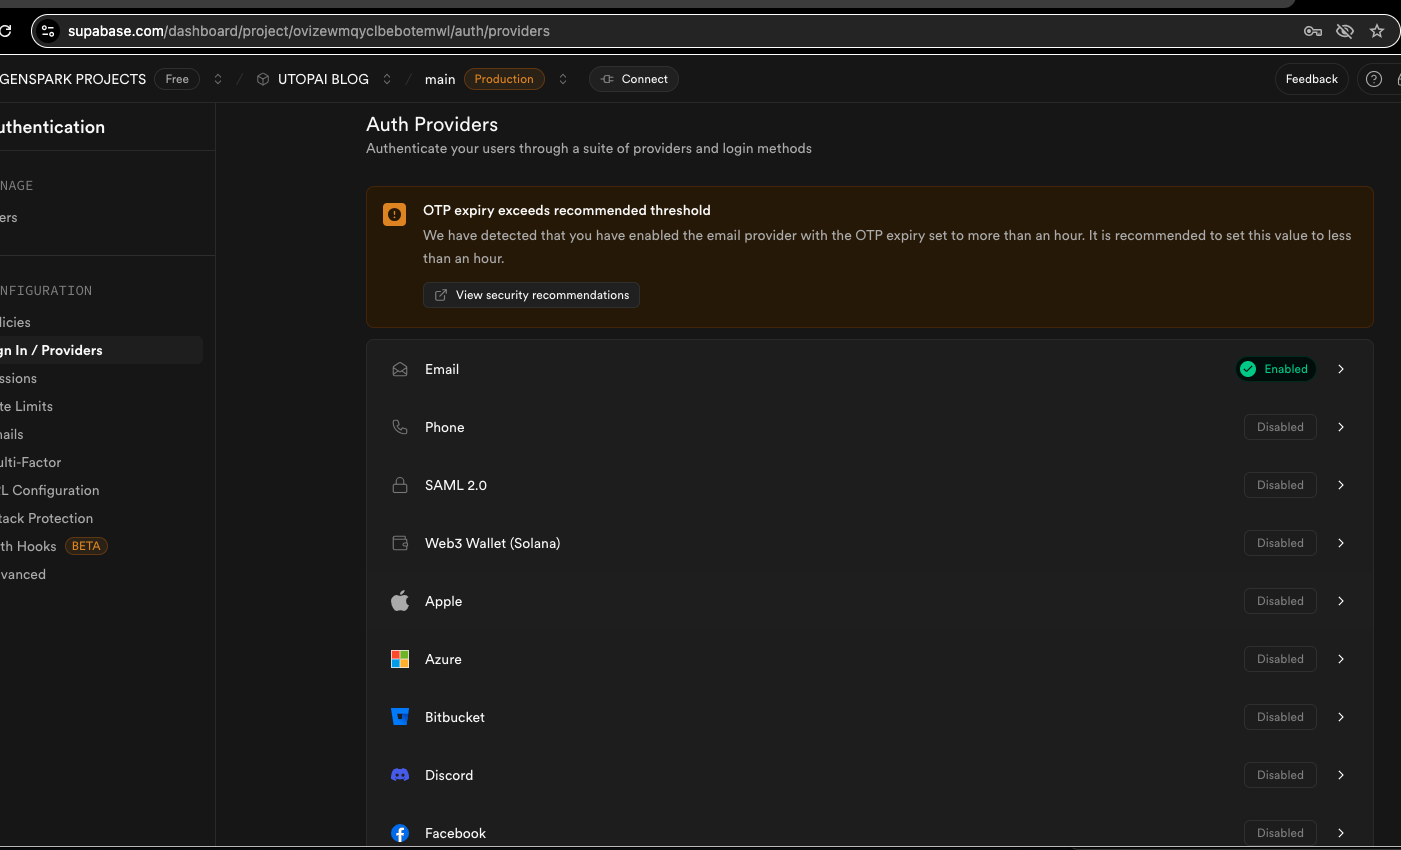 supabase.com/dashboard/project/ovizewmqyclbebotemwl/auth/providers
GENSPARK PROJECTS Free / UTOPAI BLOG / main Production Connect Feedback
uthentication
NAGE
ers
NFIGURATION
licies
gn In / Providers
ssions
te Limits
nails
ulti-Factor
L Configuration
tack Protection
th Hooks BETA
vanced
Auth Providers
Authenticate your users through a suite of providers and login methods
OTP expiry exceeds recommended threshold
We have detected that you have enabled the email provider with the OTP expiry set to more than an hour. It is recommended to set this value to less
than an hour.
View security recommendations
Email Enabled
Phone Disabled
SAML 2.0 Disabled
Web3 Wallet (Solana) Disabled
Apple Disabled
Azure Disabled
Bitbucket Disabled
Discord Disabled
Facebook Disabled